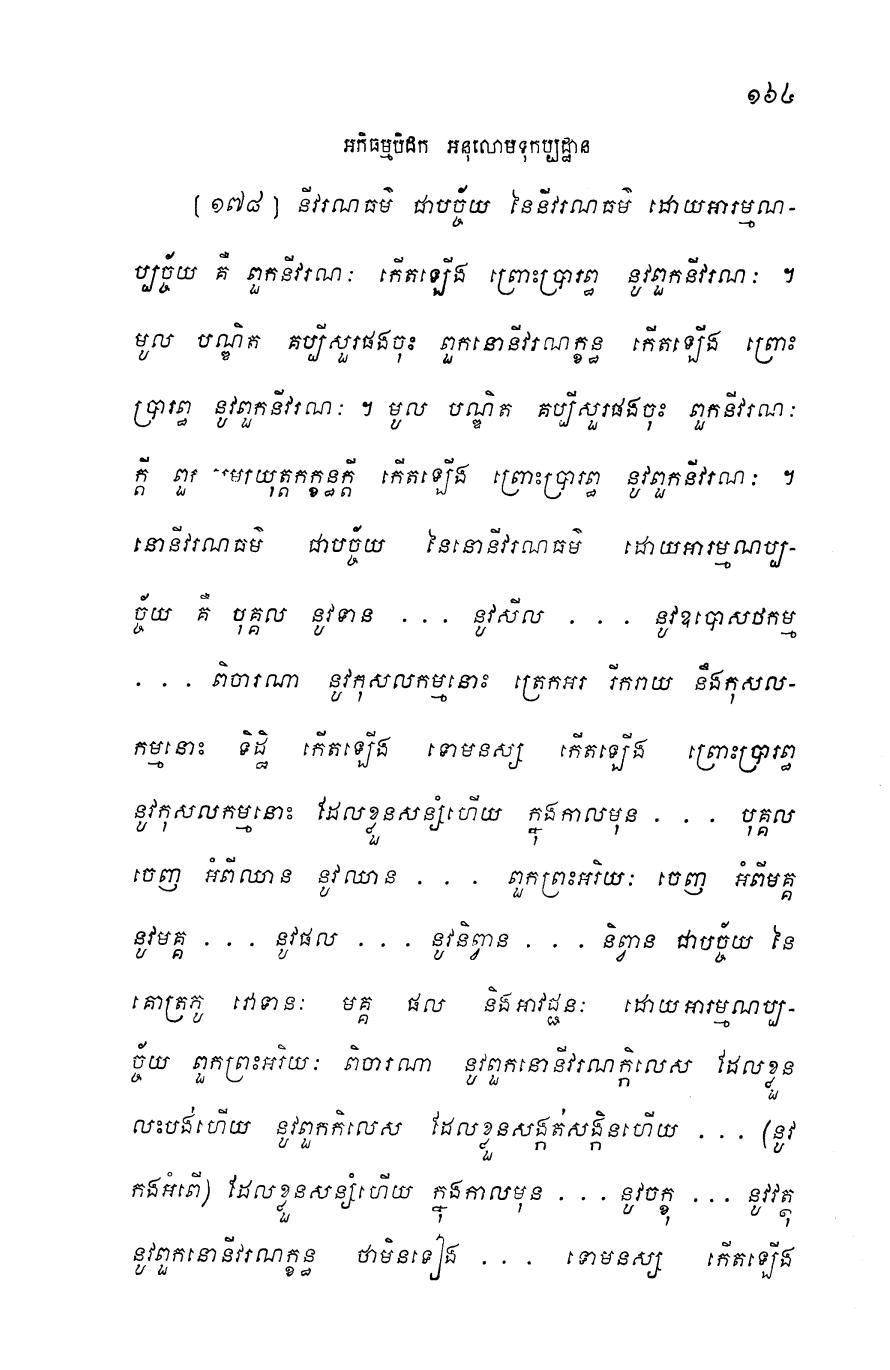 ១៦៤
អភិធម្មបិដក អនុលោមទុកប្បដ្ឋាន
[១៧៨] នីវរណធម៌ ជាបច្ច័យ នៃនីវរណធម៌ ដោយអារម្មណ-
ប្បច្ច័យ គឺ ពួកនីវរណៈ កើតឡើង ព្រោះប្រារព្ធ នូវពួកនីវរណៈ ។
មូល បណ្ឌិត គប្បីសួរផងចុះ ពួកនោនីវរណក្ខន្ធ កើតឡើង ព្រោះ
ប្រារព្ធ នូវពួកនីវរណៈ ។ មូល បណ្ឌិត គប្បីសួរផងចុះ ពួកនីវរណៈ
ក្តី កើតឡើង ព្រោះប្រារព្ធ នូវពួកនីវរណៈ ។
នោនីវរណធម៌ ជាបច្ច័យ នៃនោនីវរណធម៌ ដោយអារម្មណប្ប-
ច្ច័យ គឺ បុគ្គល នូវទាន . . . នូវសីល . . . នូវឧបោសថកម្ម
. . . ពិចារណា នូវកុសលកម្មនោះ ត្រេកអរ រីករាយ នឹងកុសល-
កម្មនោះ ទិដ្ឋិ កើតឡើង ទោមនស្ស កើតឡើង ព្រោះប្រារព្ធ
នូវកុសលកម្មនោះ ដែលខ្លួនសន្សំហើយ ក្នុងកាលមុន . . . បុគ្គល
ចេញ អំពីឈាន នូវឈាន . . . ពួកព្រះអរិយៈ ចេញ អំពីមគ្គ
នូវមគ្គ . . . នូវផល . . . នូវនិព្វាន . . . និព្វាន ជាបច្ច័យ នៃ
គោត្រភូ វោទានៈ មគ្គ ផល និងអាវជ្ជនៈ ដោយអារម្មណប្ប-
ច្ច័យ ពួកព្រះអរិយៈ ពិចារណា នូវពួកនោនីវរណក្កិលេស ដែលខ្លួន
លះបង់ហើយ នូវពួកកិលេស ដែលខ្លួនសង្កត់សង្កិនហើយ . . . (នូវ
កងអំពើ) ដែលខ្លួនសន្សំហើយ ក្នុងកាលមុន . . . នូវចក្ខុ . . . នូវវត្ថុ
នូវពួកនោនីវរណក្ខន្ធ ថាមិនទៀង . . . ទោមនស្ស កើតឡើង